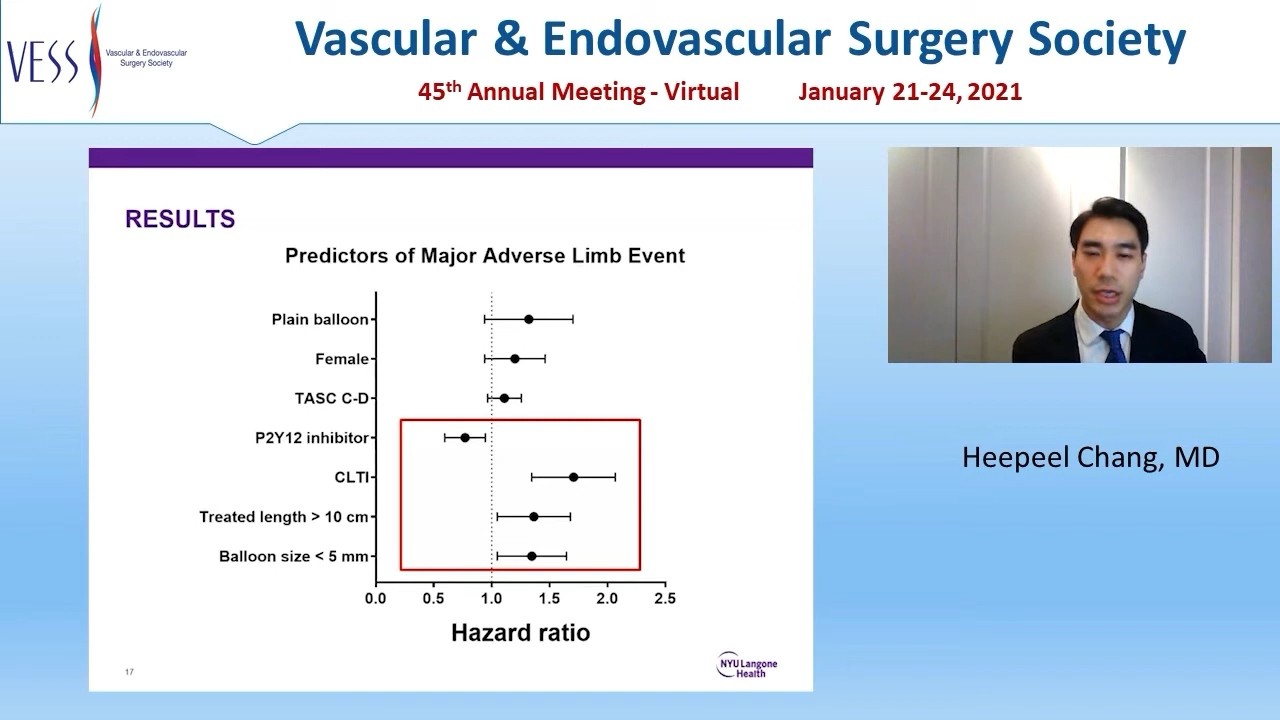 VESS
Vascular & Endovascular
Surgery Society
Vascular & Endovascular Surgery Society
45th Annual Meeting - Virtual January 21-24, 2021
RESULTS
Predictors of Major Adverse Limb Event
Plain balloon
Female
TASC C-D
P2Y12 inhibitor
CLTI
Treated length > 10 cm
Balloon size < 5 mm
0.0 0.5 1.0 1.5 2.0 2.5
Hazard ratio
17
NYU Langone
Health
Heepeel Chang, MD